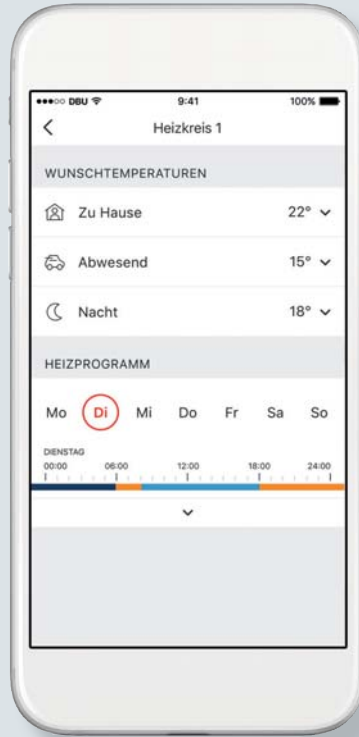 DBU 9:41 100%
Heizkreis 1
WUNSCHTEMPERATUREN
Zu Hause 22°
Abwesend 15°
Nacht 18°
HEIZPROGRAMM
Mo Di Mi Do Fr Sa So
DIENSTAG
00:00 06:00 12:00 18:00 24:00